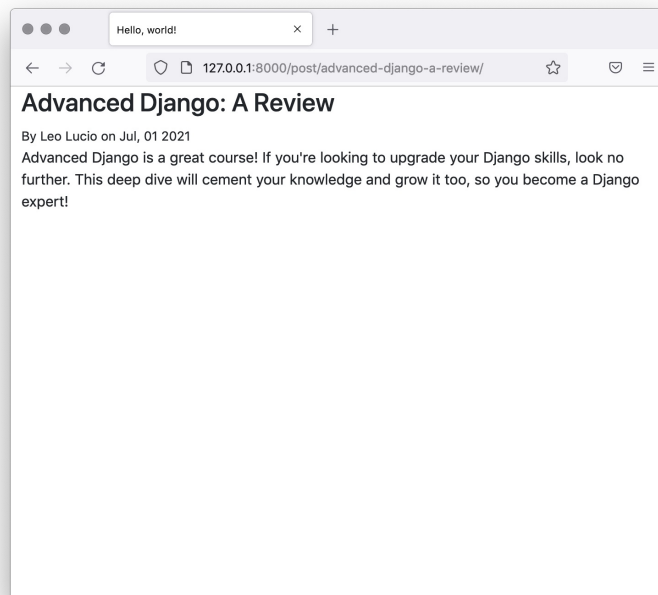 Hello, world!
127.0.0.1:8000/post/advanced-django-a-review/
Advanced Django: A Review
By Leo Lucio on Jul, 01 2021
Advanced Django is a great course! If you're looking to upgrade your Django skills, look no
further. This deep dive will cement your knowledge and grow it too, so you become a Django
expert!